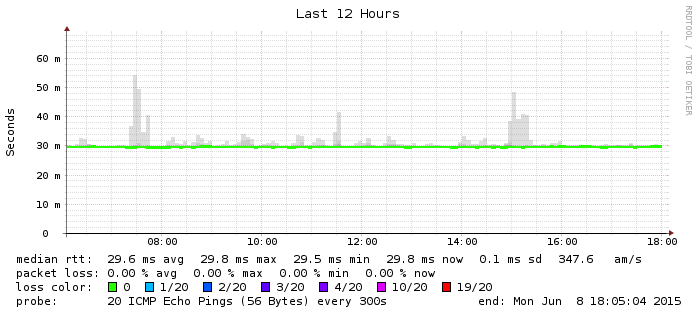 Last 12 Hours
RRDTOOL / TOBI OETIKER
Seconds
60 m
50 m
40 m
30 m
20 m
10 m
0
08:00 10:00 12:00 14:00 16:00 18:00
median rtt: 29.6 ms avg 29.8 ms max 29.5 ms min 29.8 ms now 0.1 ms sd 347.6 am/s
packet loss: 0.00 % avg 0.00 % max 0.00 % min 0.00 % now
loss color: 0 1/20 2/20 3/20 4/20 10/20 19/20
probe: 20 ICMP Echo Pings (56 Bytes) every 300s end: Mon Jun 8 18:05:04 2015